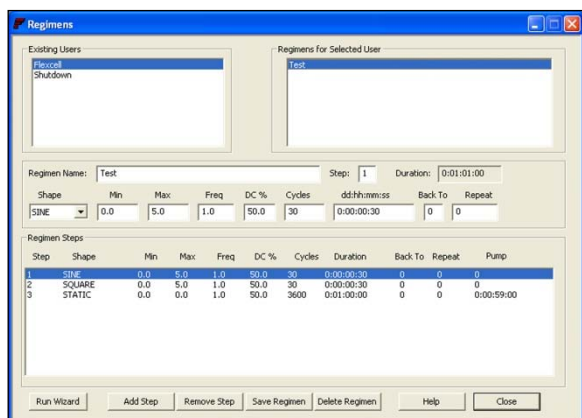 Regimens
Existing Users
Flexcell
Shutdown
Regimens for Selected User
Test
Regimen Name: Test Step: 1 Duration: 0:01:01:00
Shape Min Max Freq DC % Cycles dd:hh:mm:ss Back To Repeat
SINE 0.0 5.0 1.0 50.0 30 0:00:00:30 0 0
Regimen Steps
Step Shape Min Max Freq DC % Cycles Duration Back To Repeat Pump
1 SINE 0.0 5.0 1.0 50.0 30 0:00:00:30 0 0 0
2 SQUARE 0.0 5.0 1.0 50.0 30 0:00:00:30 0 0 0
3 STATIC 0.0 0.0 1.0 50.0 3600 0:01:00:00 0 0 0:00:59:00
Run Wizard Add Step Remove Step Save Regimen Delete Regimen Help Close